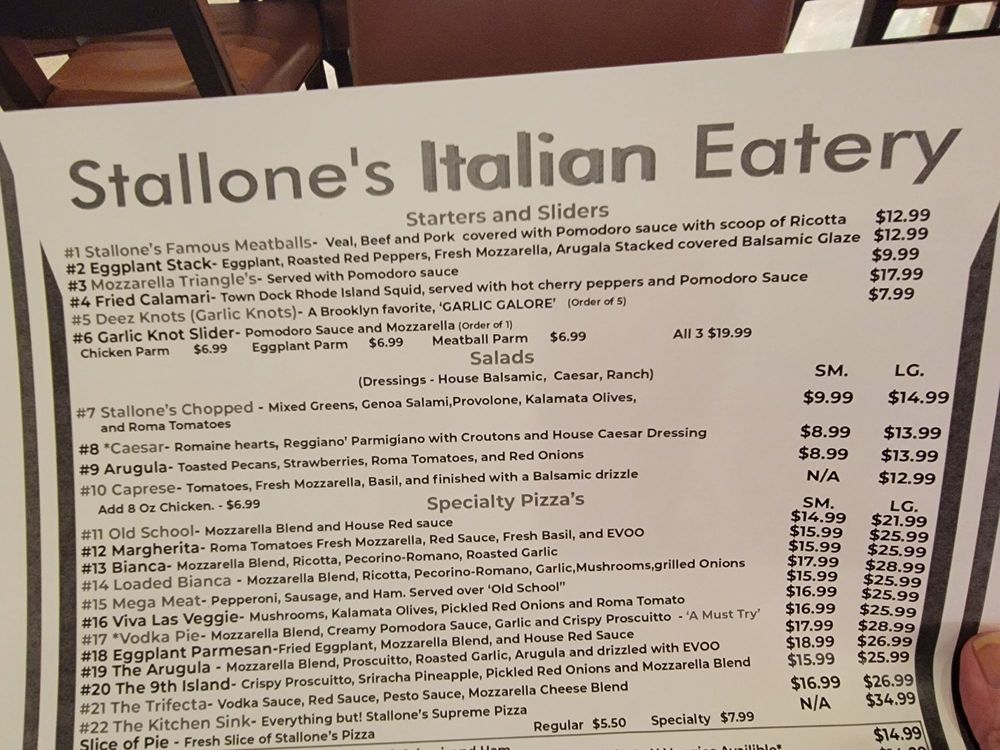 Stallone's Italian Eatery
Starters and Sliders
#1 Stallone's Famous Meatballs- Veal, Beef and Pork covered with Pomodoro sauce with scoop of Ricotta $12.99
#2 Eggplant Stack- Eggplant, Roasted Red Peppers, Fresh Mozzarella, Arugala Stacked covered Balsamic Glaze $12.99
#3 Mozzarella Triangle's- Served with Pomodoro sauce $9.99
#4 Fried Calamari- Town Dock Rhode Island Squid, served with hot cherry peppers and Pomodoro Sauce $17.99
#5 Deez Knots (Garlic Knots)- A Brooklyn favorite, 'GARLIC GALORE' (Order of 5) $7.99
#6 Garlic Knot Slider- Pomodoro Sauce and Mozzarella (Order of 1)
Chicken Parm $6.99 Eggplant Parm $6.99 Meatball Parm $6.99 All 3 $19.99
Salads
(Dressings - House Balsamic, Caesar, Ranch) SM. LG.
#7 Stallone's Chopped - Mixed Greens, Genoa Salami,Provolone, Kalamata Olives, $9.99 $14.99
and Roma Tomatoes
#8 *Caesar- Romaine hearts, Reggiano' Parmigiano with Croutons and House Caesar Dressing $8.99 $13.99
#9 Arugula- Toasted Pecans, Strawberries, Roma Tomatoes, and Red Onions $8.99 $13.99
#10 Caprese- Tomatoes, Fresh Mozzarella, Basil, and finished with a Balsamic drizzle N/A $12.99
Add 8 Oz Chicken. - $6.99
Specialty Pizza's SM. LG.
#11 Old School- Mozzarella Blend and House Red sauce $14.99 $21.99
#12 Margherita- Roma Tomatoes Fresh Mozzarella, Red Sauce, Fresh Basil, and EVOO $15.99 $25.99
#13 Bianca- Mozzarella Blend, Ricotta, Pecorino-Romano, Roasted Garlic $15.99 $25.99
#14 Loaded Bianca - Mozzarella Blend, Ricotta, Pecorino-Romano, Garlic,Mushrooms,grilled Onions $17.99 $28.99
#15 Mega Meat- Pepperoni, Sausage, and Ham. Served over 'Old School" $15.99 $25.99
#16 Viva Las Veggie- Mushrooms, Kalamata Olives, Pickled Red Onions and Roma Tomato $16.99 $25.99
#17 *Vodka Pie- Mozzarella Blend, Creamy Pomodora Sauce, Garlic and Crispy Proscuitto - 'A Must Try' $16.99 $25.99
#18 Eggplant Parmesan-Fried Eggplant, Mozzarella Blend, and House Red Sauce $17.99 $28.99
#19 The Arugula - Mozzarella Blend, Proscuitto, Roasted Garlic, Arugula and drizzled with EVOO $18.99 $26.99
#20 The 9th Island- Crispy Proscuitto, Sriracha Pineapple, Pickled Red Onions and Mozzarella Blend $15.99 $25.99
#21 The Trifecta- Vodka Sauce, Red Sauce, Pesto Sauce, Mozzarella Cheese Blend $16.99 $26.99
#22 The Kitchen Sink- Everything but! Stallone's Supreme Pizza N/A $34.99
Slice of Pie - Fresh Slice of Stallone's Pizza Regular $5.50 Specialty $7.99
$14.99